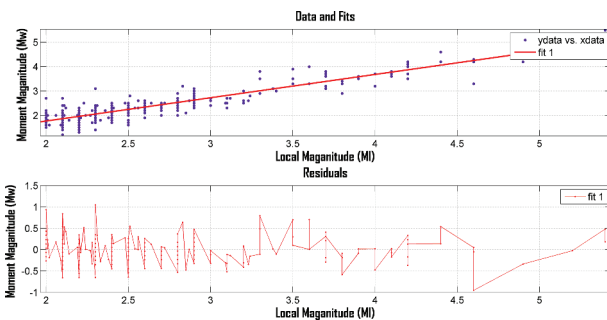 Data and Fits
Moment Maganitude (Mw)
5
4
3
2
ydata vs. xdata
fit 1
2
2.5
3
3.5
4
4.5
5
Local Maganitude (Ml)
Residuals
Moment Maganitude (Mw)
1.5
1
0.5
0
-0.5
-1
fit 1
2
2.5
3
3.5
4
4.5
5
Local Maganitude (Ml)